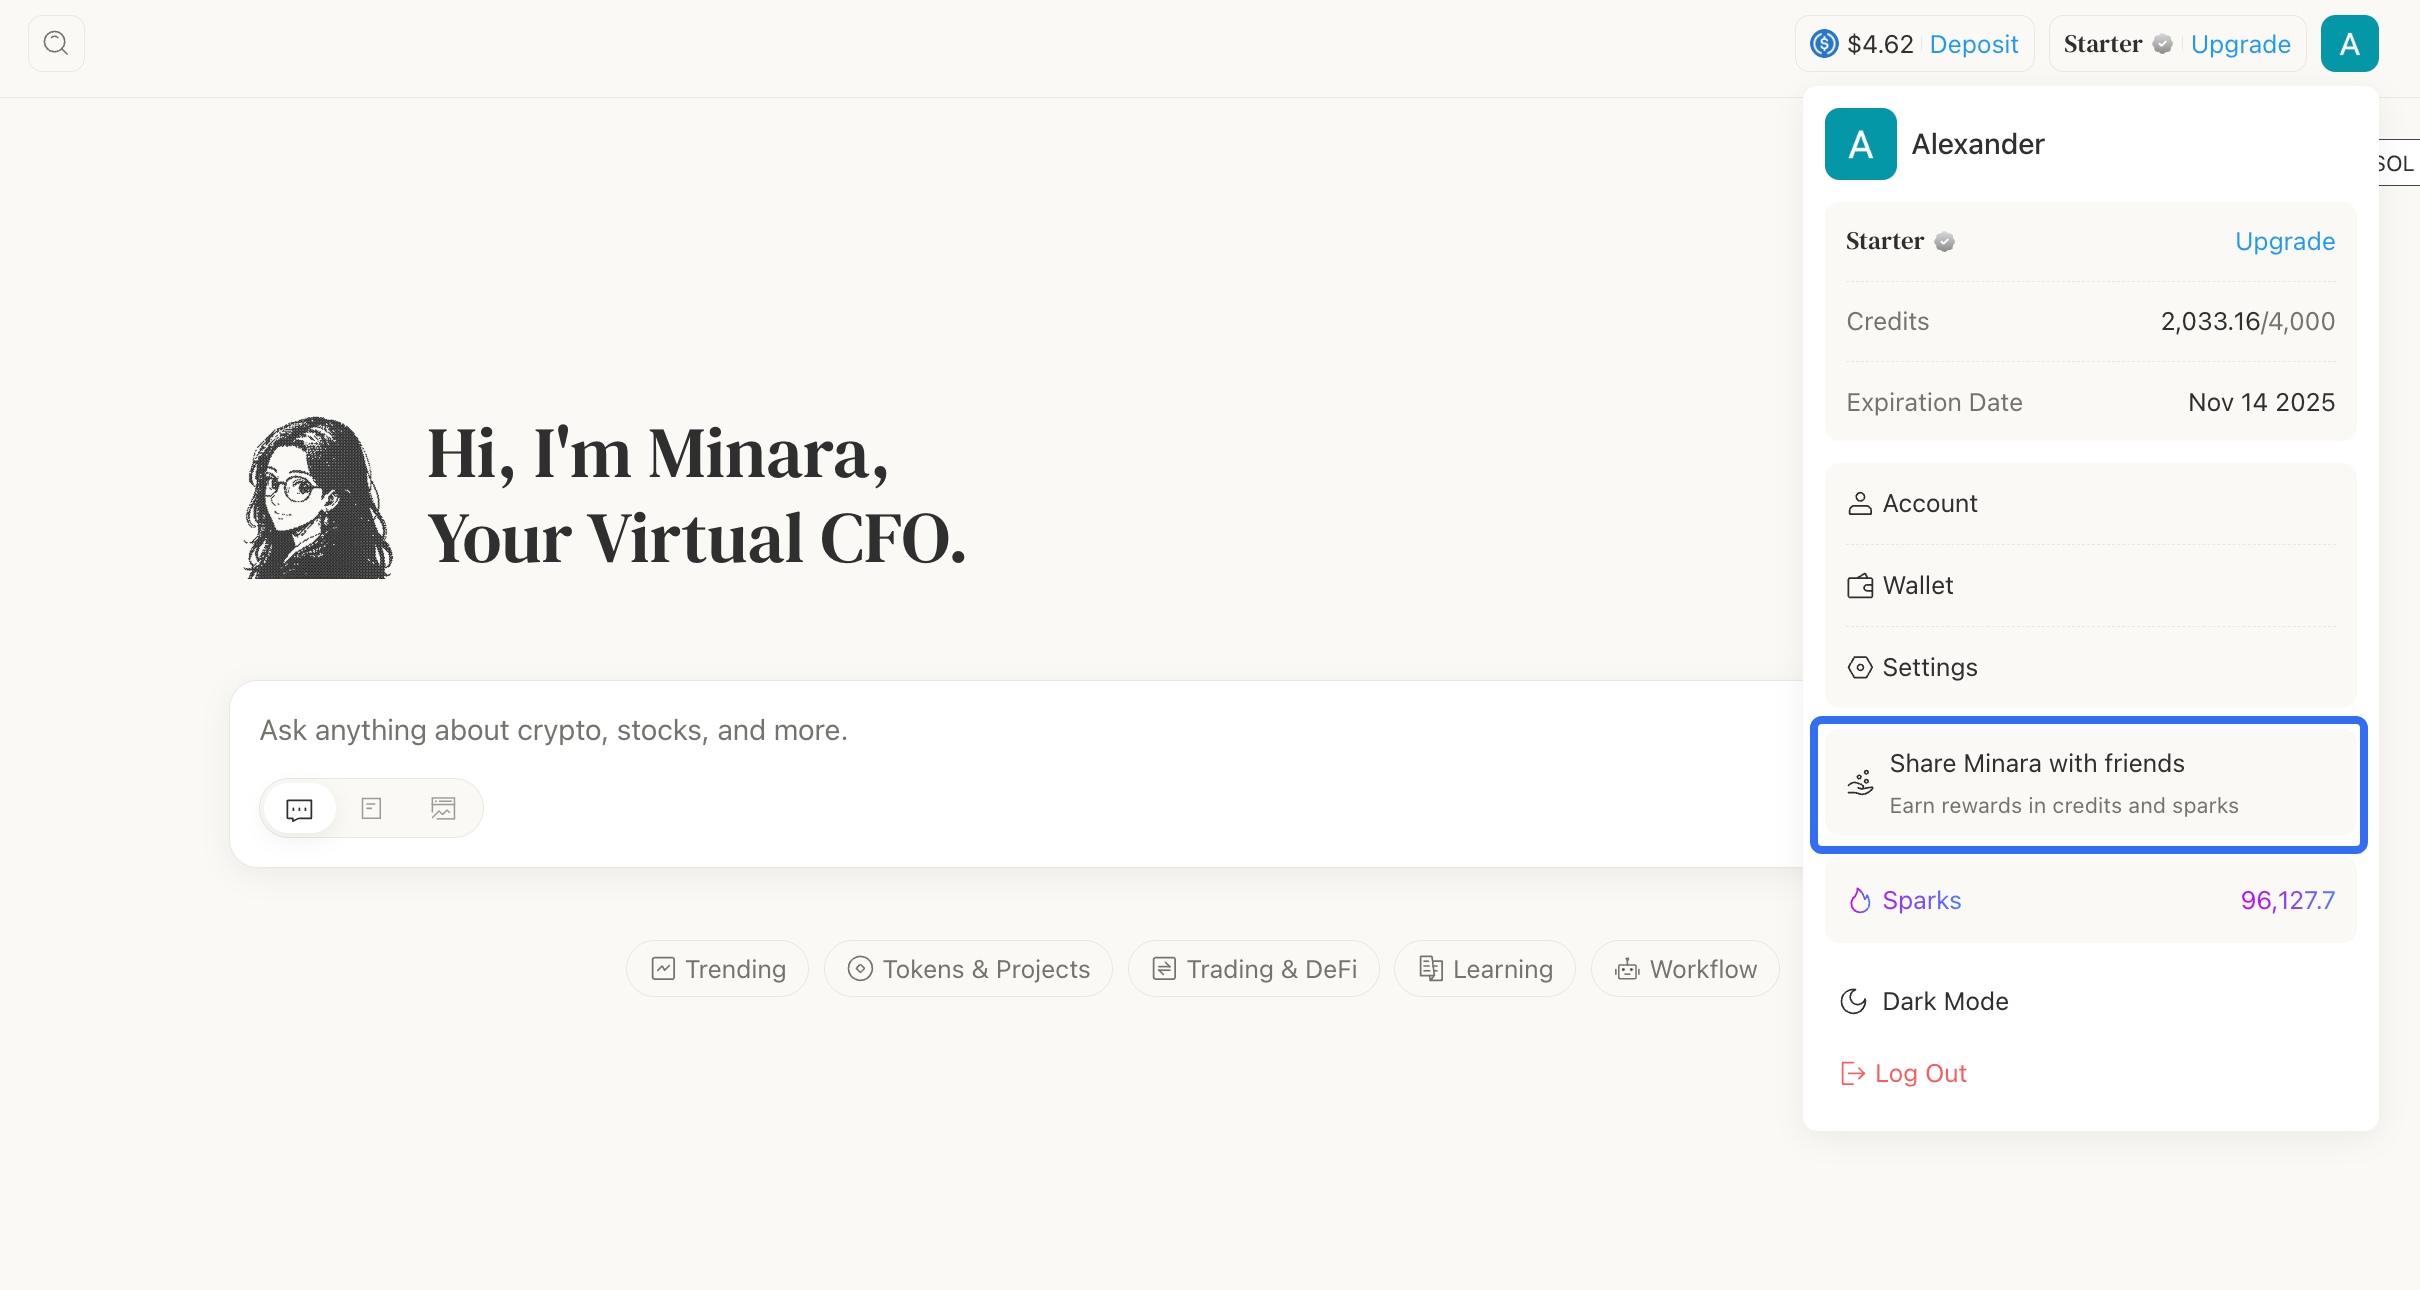 $4.62 Deposit
Starter Upgrade
A
A
Alexander
SOL
Starter Upgrade
Credits 2,033.16/4,000
Expiration Date Nov 14 2025
Account
Wallet
Settings
Share Minara with friends
Earn rewards in credits and sparks
Sparks 96,127.7
Dark Mode
Log Out
Hi, I'm Minara,
Your Virtual CFO.
Ask anything about crypto, stocks, and more.
Trending
Tokens & Projects
Trading & DeFi
Learning
Workflow